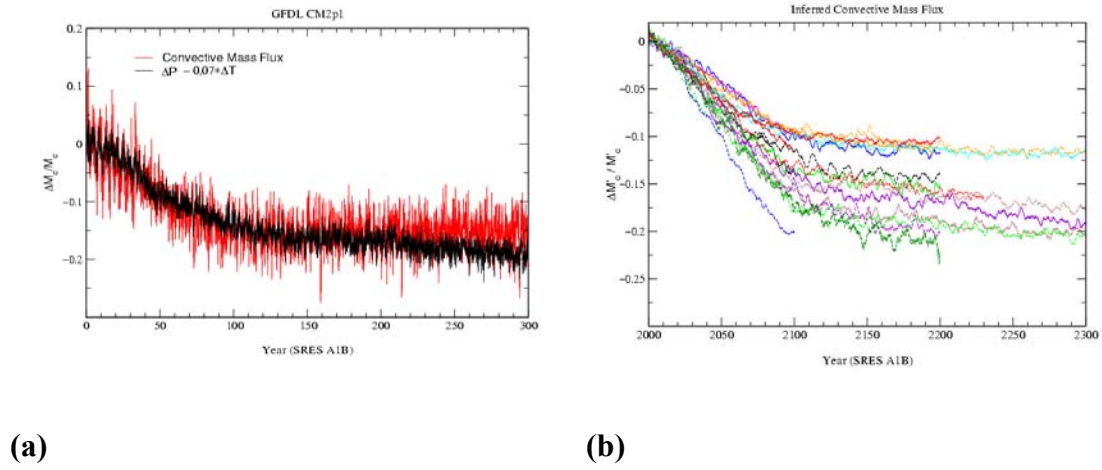 GFDL CM2p1
0.2
0.1
0
−0.1
−0.2
ΔM_c/M_c
Convective Mass Flux
ΔP − 0.07*ΔT
0 50 100 150 200 250 300
Year (SRES A1B)
(a)
Inferred Convective Mass Flux
0
−0.05
−0.1
−0.15
−0.2
−0.25
ΔM'_c / M'_c
2000 2050 2100 2150 2200 2250 2300
Year (SRES A1B)
(b)